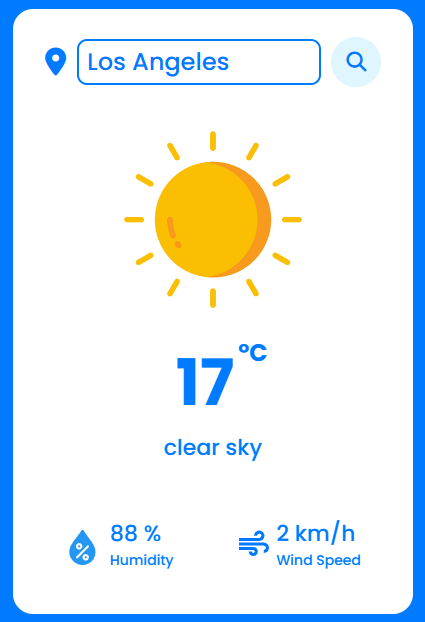 Los Angeles
17°C
clear sky
88 %
Humidity
2 km/h
Wind Speed